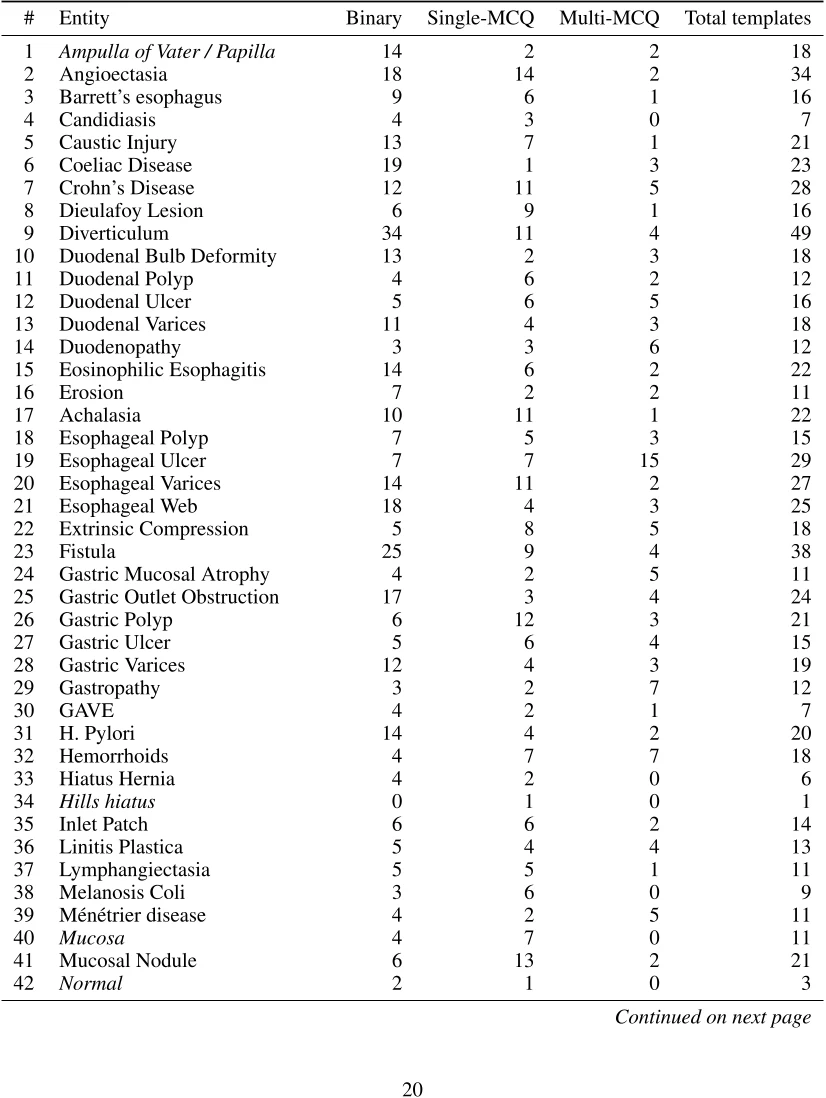 # Entity Binary Single-MCQ Multi-MCQ Total templates
1 Ampulla of Vater / Papilla 14 2 2 18
2 Angioectasia 18 14 2 34
3 Barrett's esophagus 9 6 1 16
4 Candidiasis 4 3 0 7
5 Caustic Injury 13 7 1 21
6 Coeliac Disease 19 1 3 23
7 Crohn's Disease 12 11 5 28
8 Dieulafoy Lesion 6 9 1 16
9 Diverticulum 34 11 4 49
10 Duodenal Bulb Deformity 13 2 3 18
11 Duodenal Polyp 4 6 2 12
12 Duodenal Ulcer 5 6 5 16
13 Duodenal Varices 11 4 3 18
14 Duodenopathy 3 3 6 12
15 Eosinophilic Esophagitis 14 6 2 22
16 Erosion 7 2 2 11
17 Achalasia 10 11 1 22
18 Esophageal Polyp 7 5 3 15
19 Esophageal Ulcer 7 7 15 29
20 Esophageal Varices 14 11 2 27
21 Esophageal Web 18 4 3 25
22 Extrinsic Compression 5 8 5 18
23 Fistula 25 9 4 38
24 Gastric Mucosal Atrophy 4 2 5 11
25 Gastric Outlet Obstruction 17 3 4 24
26 Gastric Polyp 6 12 3 21
27 Gastric Ulcer 5 6 4 15
28 Gastric Varices 12 4 3 19
29 Gastropathy 3 2 7 12
30 GAVE 4 2 1 7
31 H. Pylori 14 4 2 20
32 Hemorrhoids 4 7 7 18
33 Hiatus Hernia 4 2 0 6
34 Hills hiatus 0 1 0 1
35 Inlet Patch 6 6 2 14
36 Linitis Plastica 5 4 4 13
37 Lymphangiectasia 5 5 1 11
38 Melanosis Coli 3 6 0 9
39 Ménétrier disease 4 2 5 11
40 Mucosa 4 7 0 11
41 Mucosal Nodule 6 13 2 21
42 Normal 2 1 0 3
Continued on next page
20